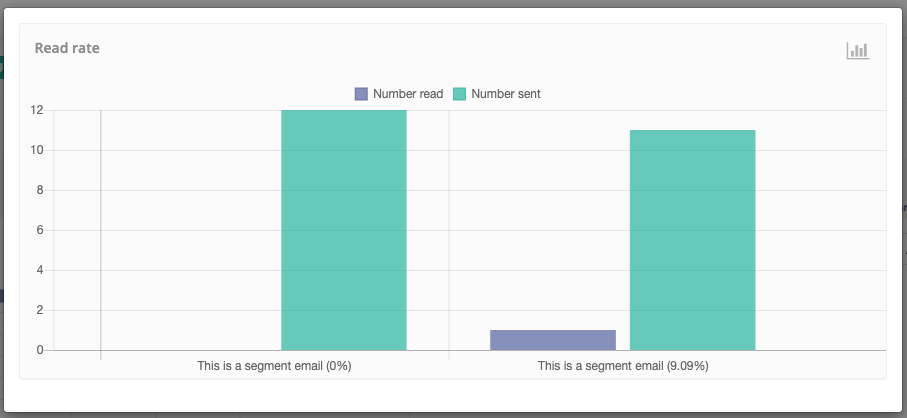 Read rate
Number read Number sent
12
10
8
6
4
2
0
This is a segment email (0%) This is a segment email (9.09%)